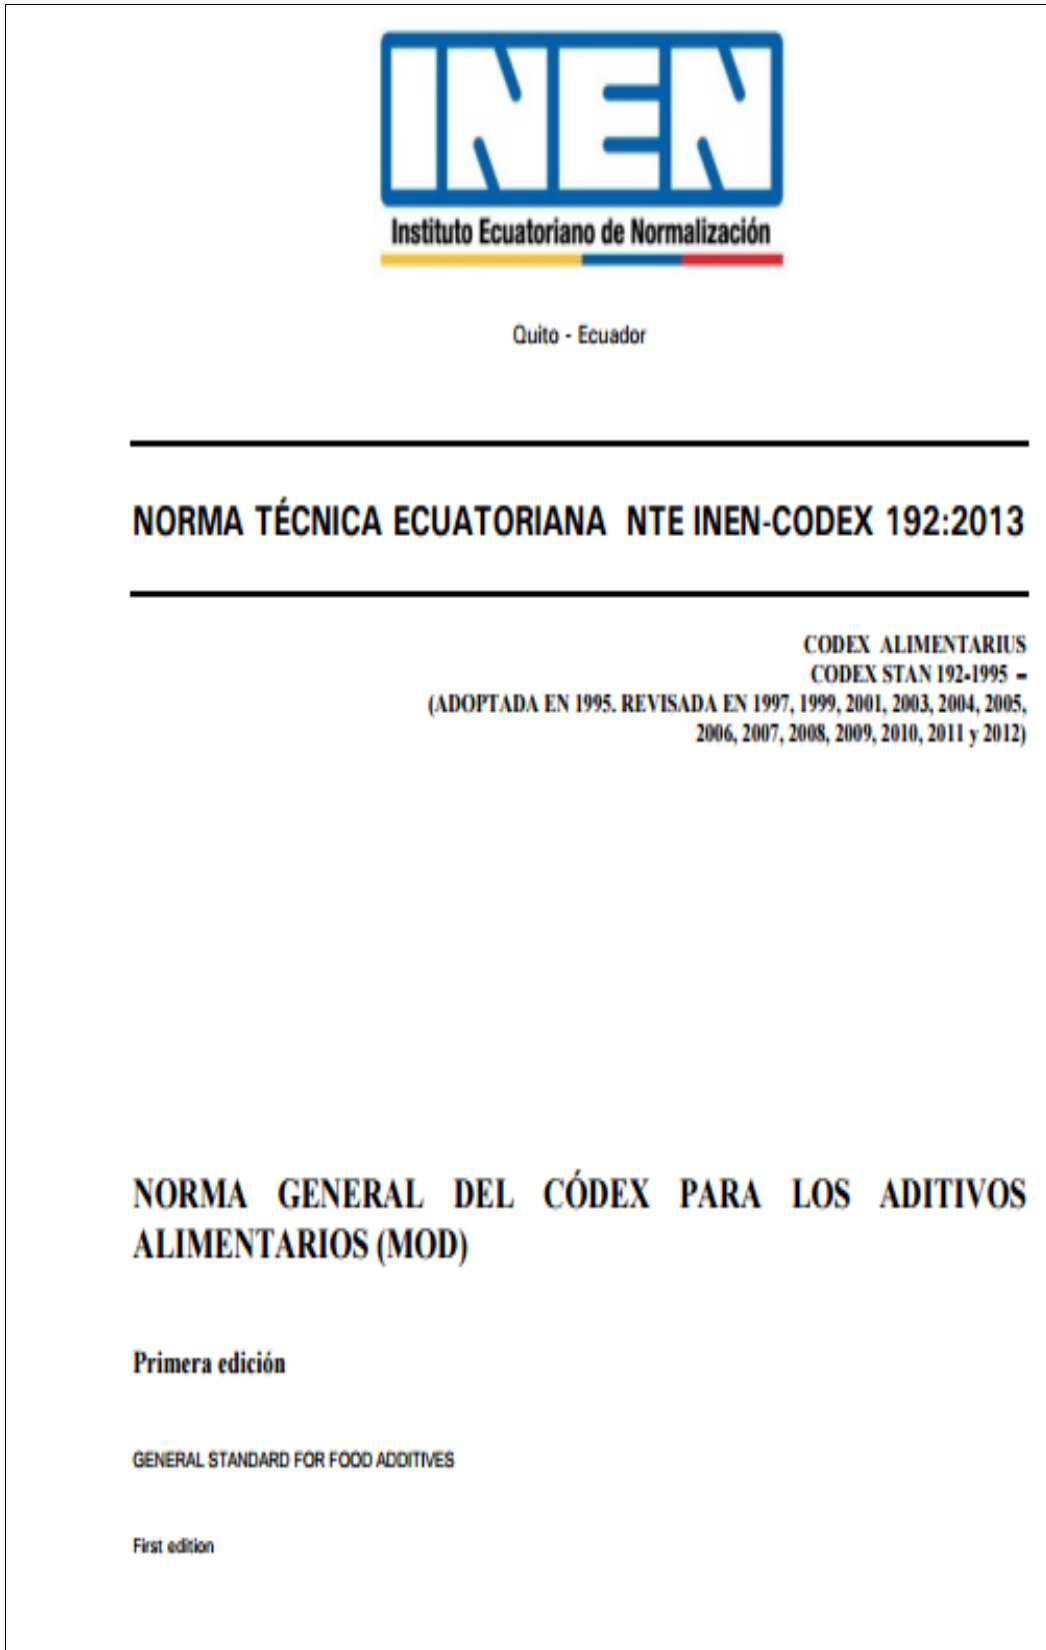 INEN
Instituto Ecuatoriano de Normalización
Quito - Ecuador
NORMA TÉCNICA ECUATORIANA NTE INEN-CODEX 192:2013
CODEX ALIMENTARIUS
CODEX STAN 192-1995 –
(ADOPTADA EN 1995. REVISADA EN 1997, 1999, 2001, 2003, 2004, 2005,
2006, 2007, 2008, 2009, 2010, 2011 y 2012)
NORMA GENERAL DEL CÓDEX PARA LOS ADITIVOS
ALIMENTARIOS (MOD)
Primera edición
GENERAL STANDARD FOR FOOD ADDITIVES
First edition